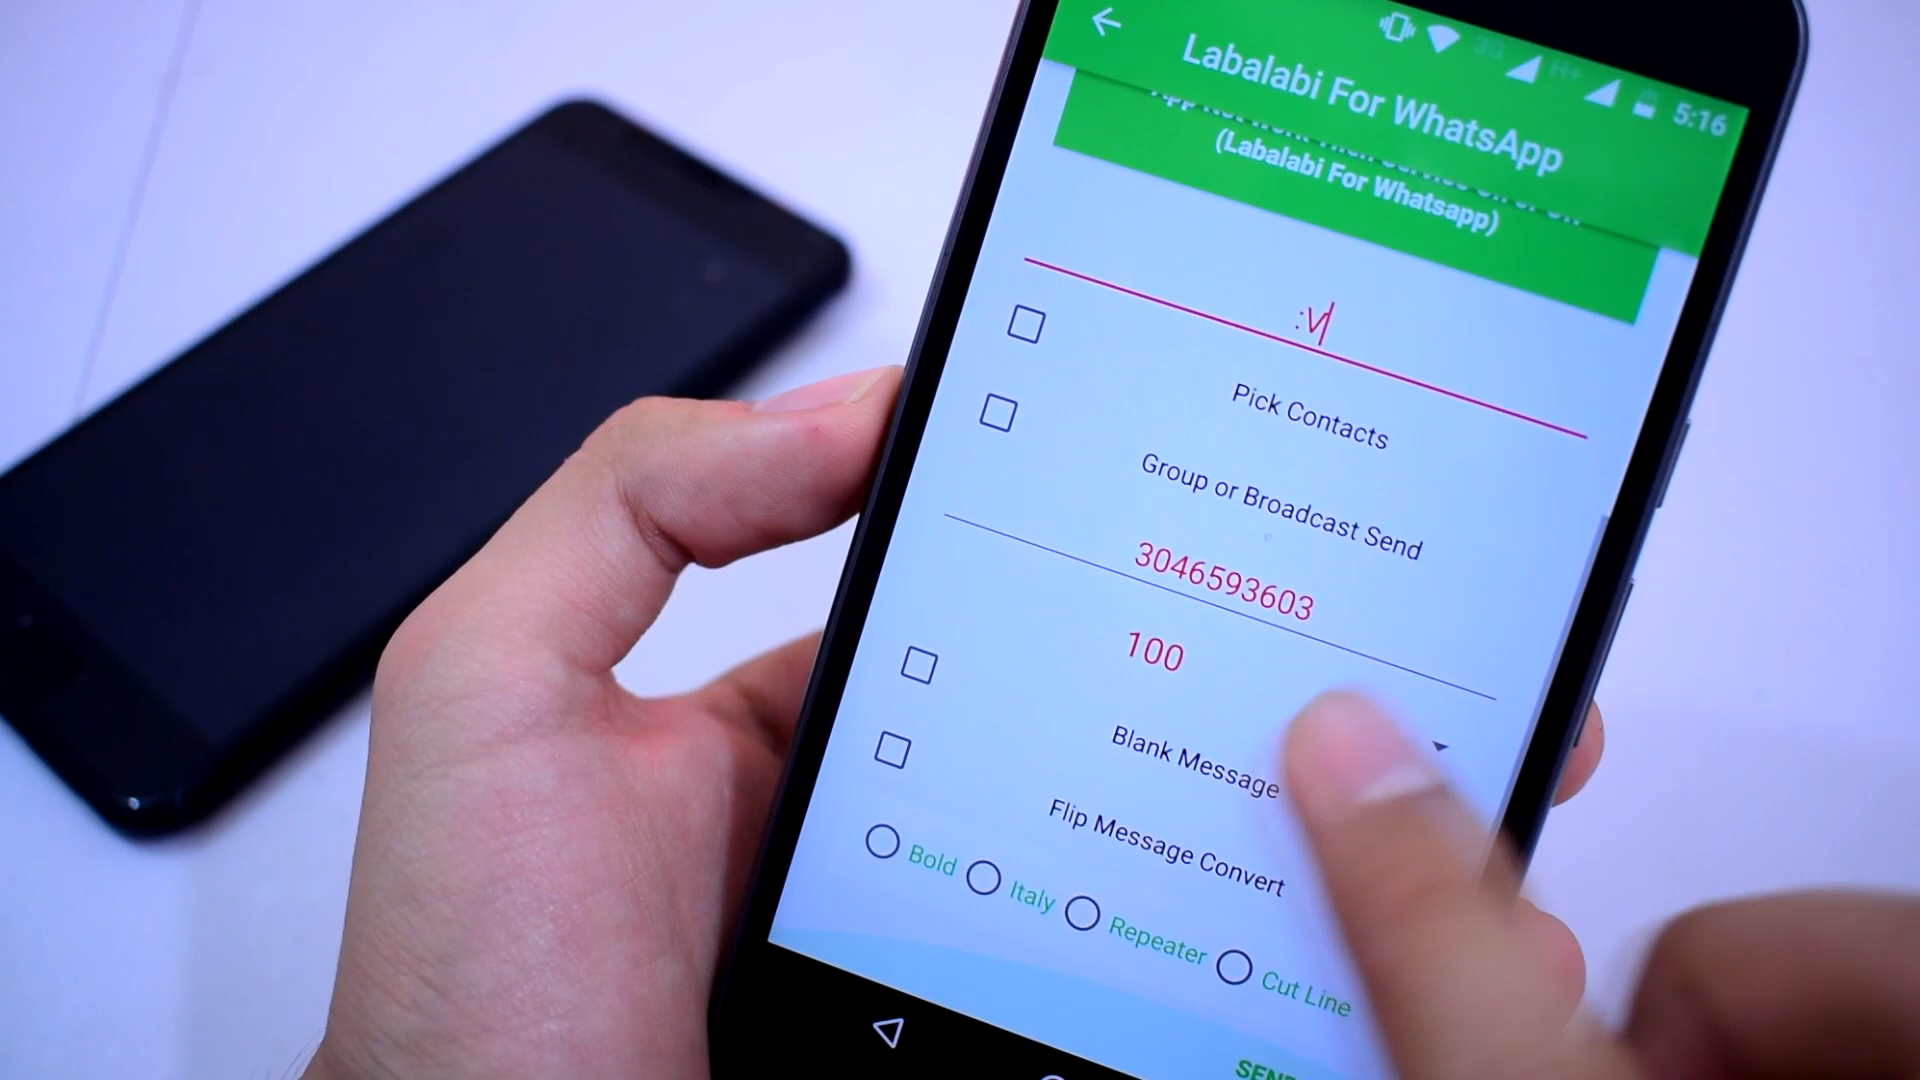 3G
H+
5:16
Labalabi For WhatsApp
(Labalabi For Whatsapp)
:V
Pick Contacts
Group or Broadcast Send
3046593603
100
Blank Message
Flip Message Convert
Bold
Italy
Repeater
Cut Line